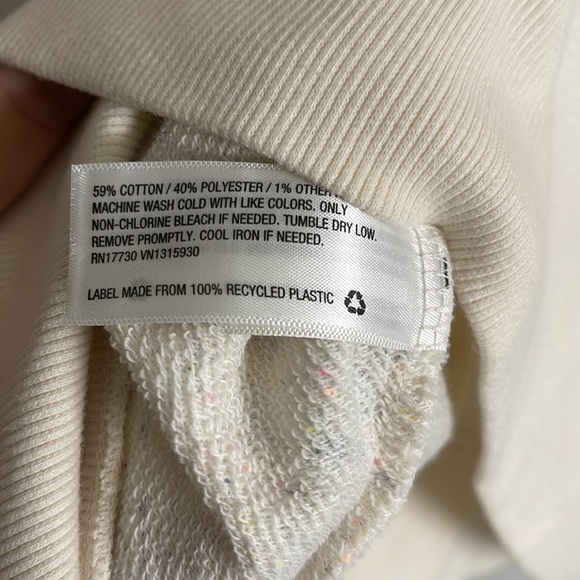 59% COTTON / 40% POLYESTER / 1% OTHER
MACHINE WASH COLD WITH LIKE COLORS. ONLY
NON-CHLORINE BLEACH IF NEEDED. TUMBLE DRY LOW.
REMOVE PROMPTLY. COOL IRON IF NEEDED.
RN17730 VN1315930
LABEL MADE FROM 100% RECYCLED PLASTIC